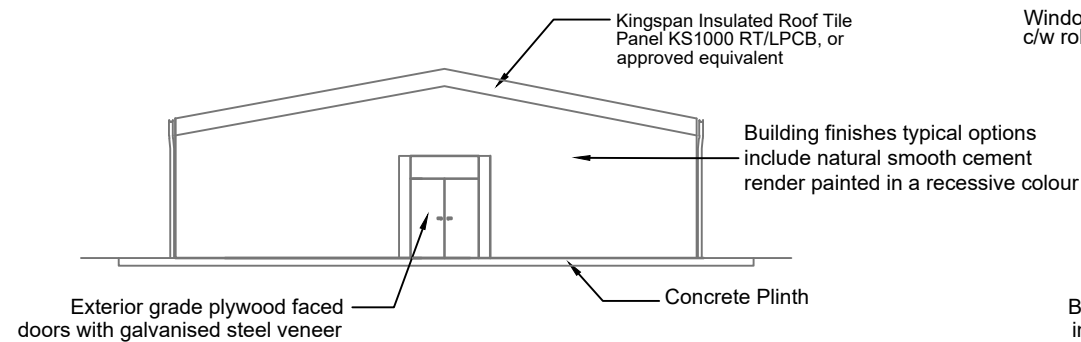 Kingspan Insulated Roof Tile
Panel KS1000 RT/LPCB, or
approved equivalent
Building finishes typical options
include natural smooth cement
render painted in a recessive colour
Exterior grade plywood faced
doors with galvanised steel veneer
Concrete Plinth
c/w